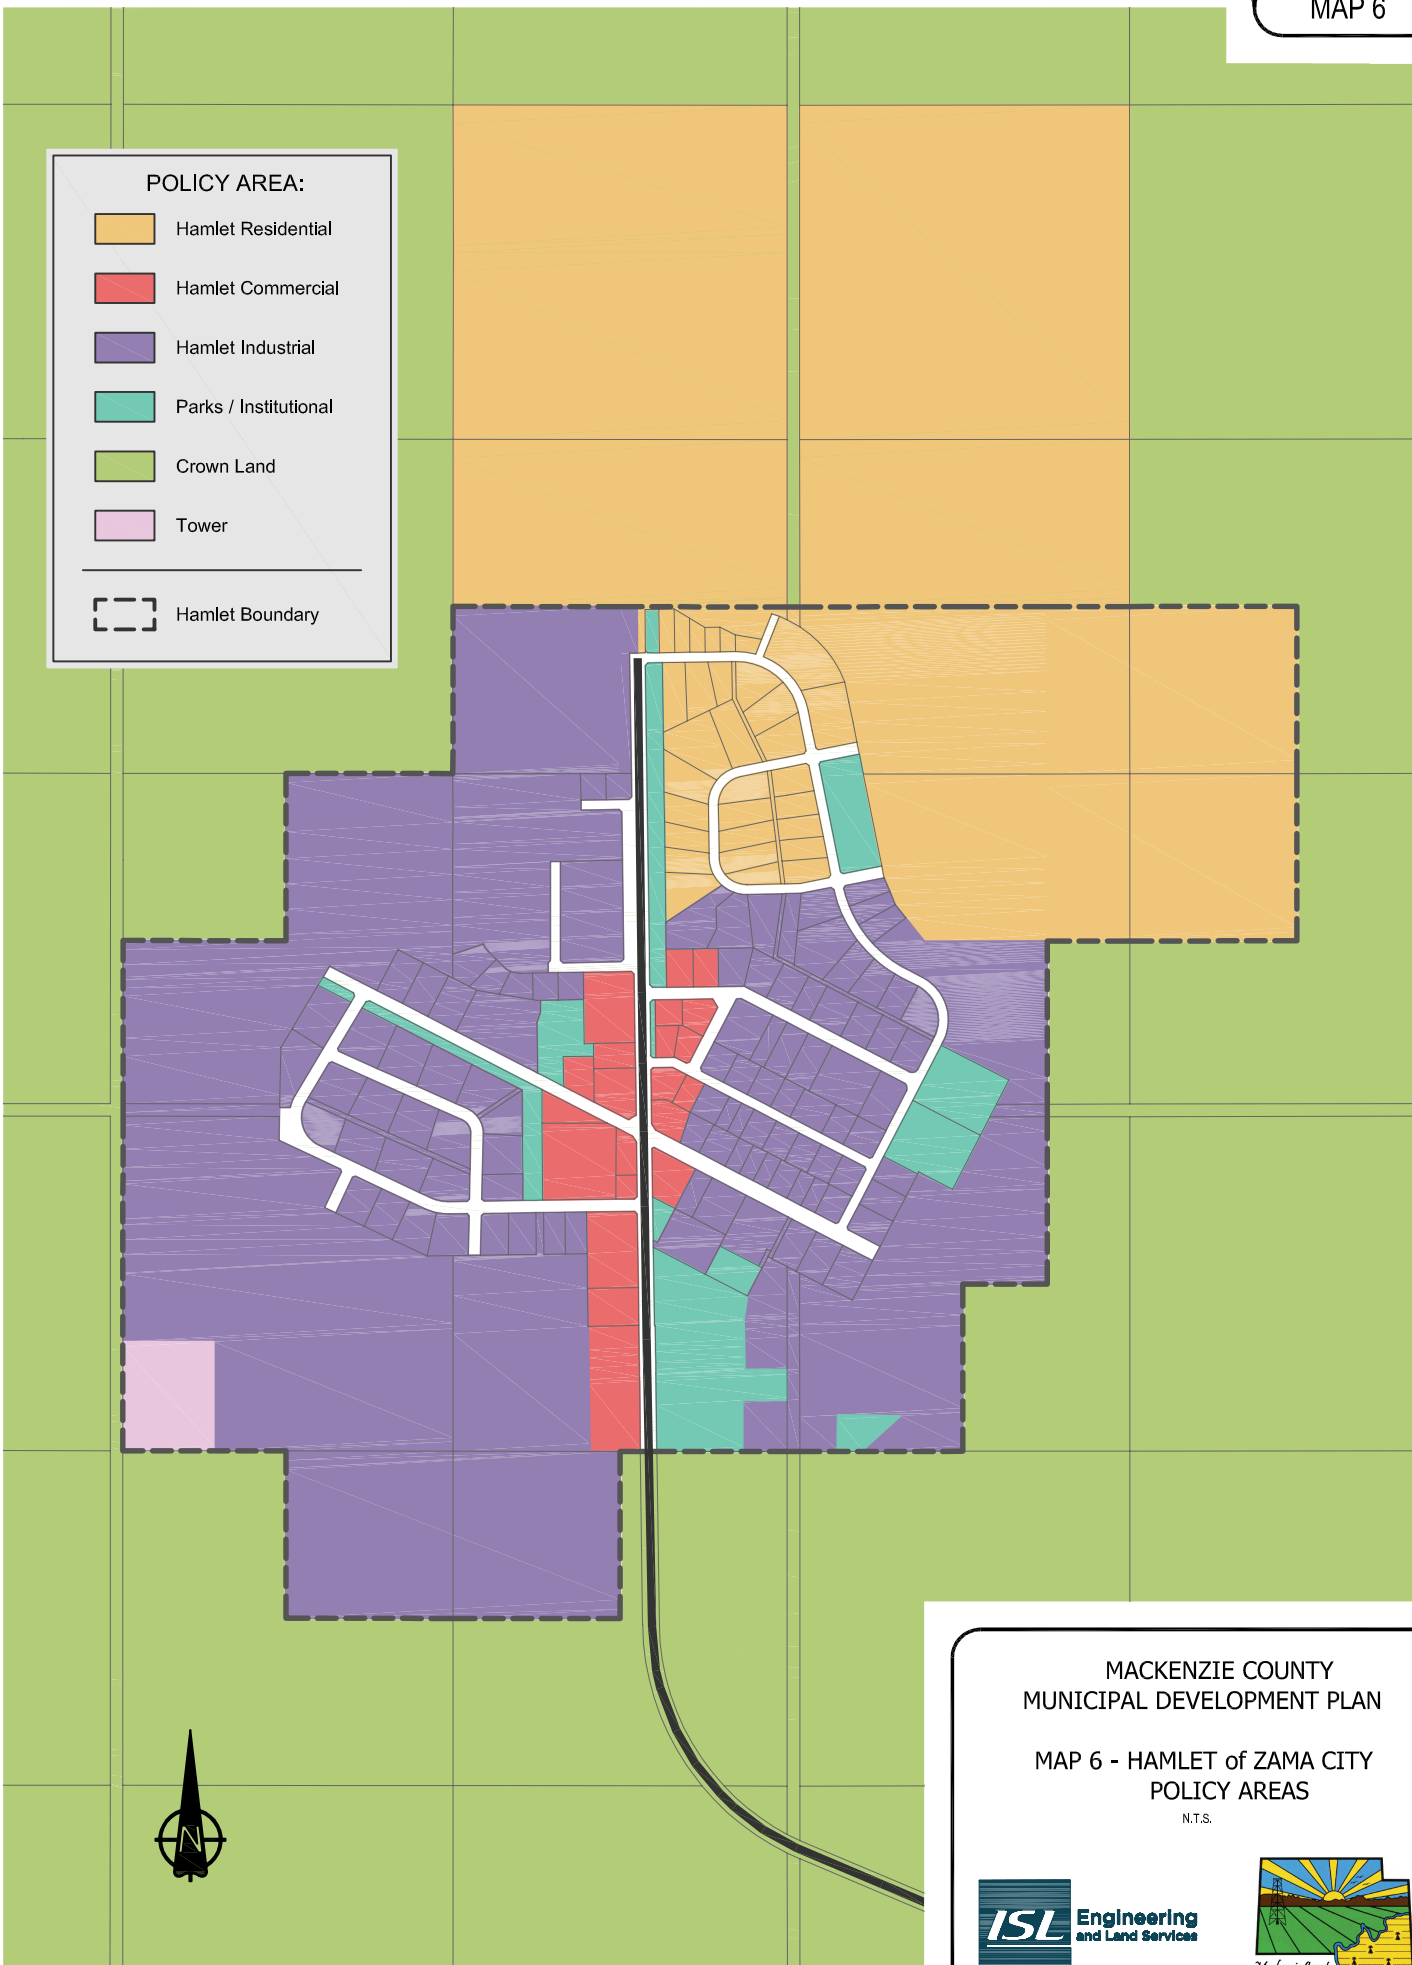 MAP 6
POLICY AREA:
Hamlet Residential
Hamlet Commercial
Hamlet Industrial
Parks / Institutional
Crown Land
Tower
Hamlet Boundary
N
MACKENZIE COUNTY
MUNICIPAL DEVELOPMENT PLAN
MAP 6 - HAMLET of ZAMA CITY
POLICY AREAS
N.T.S.
ISL Engineering
and Land Services